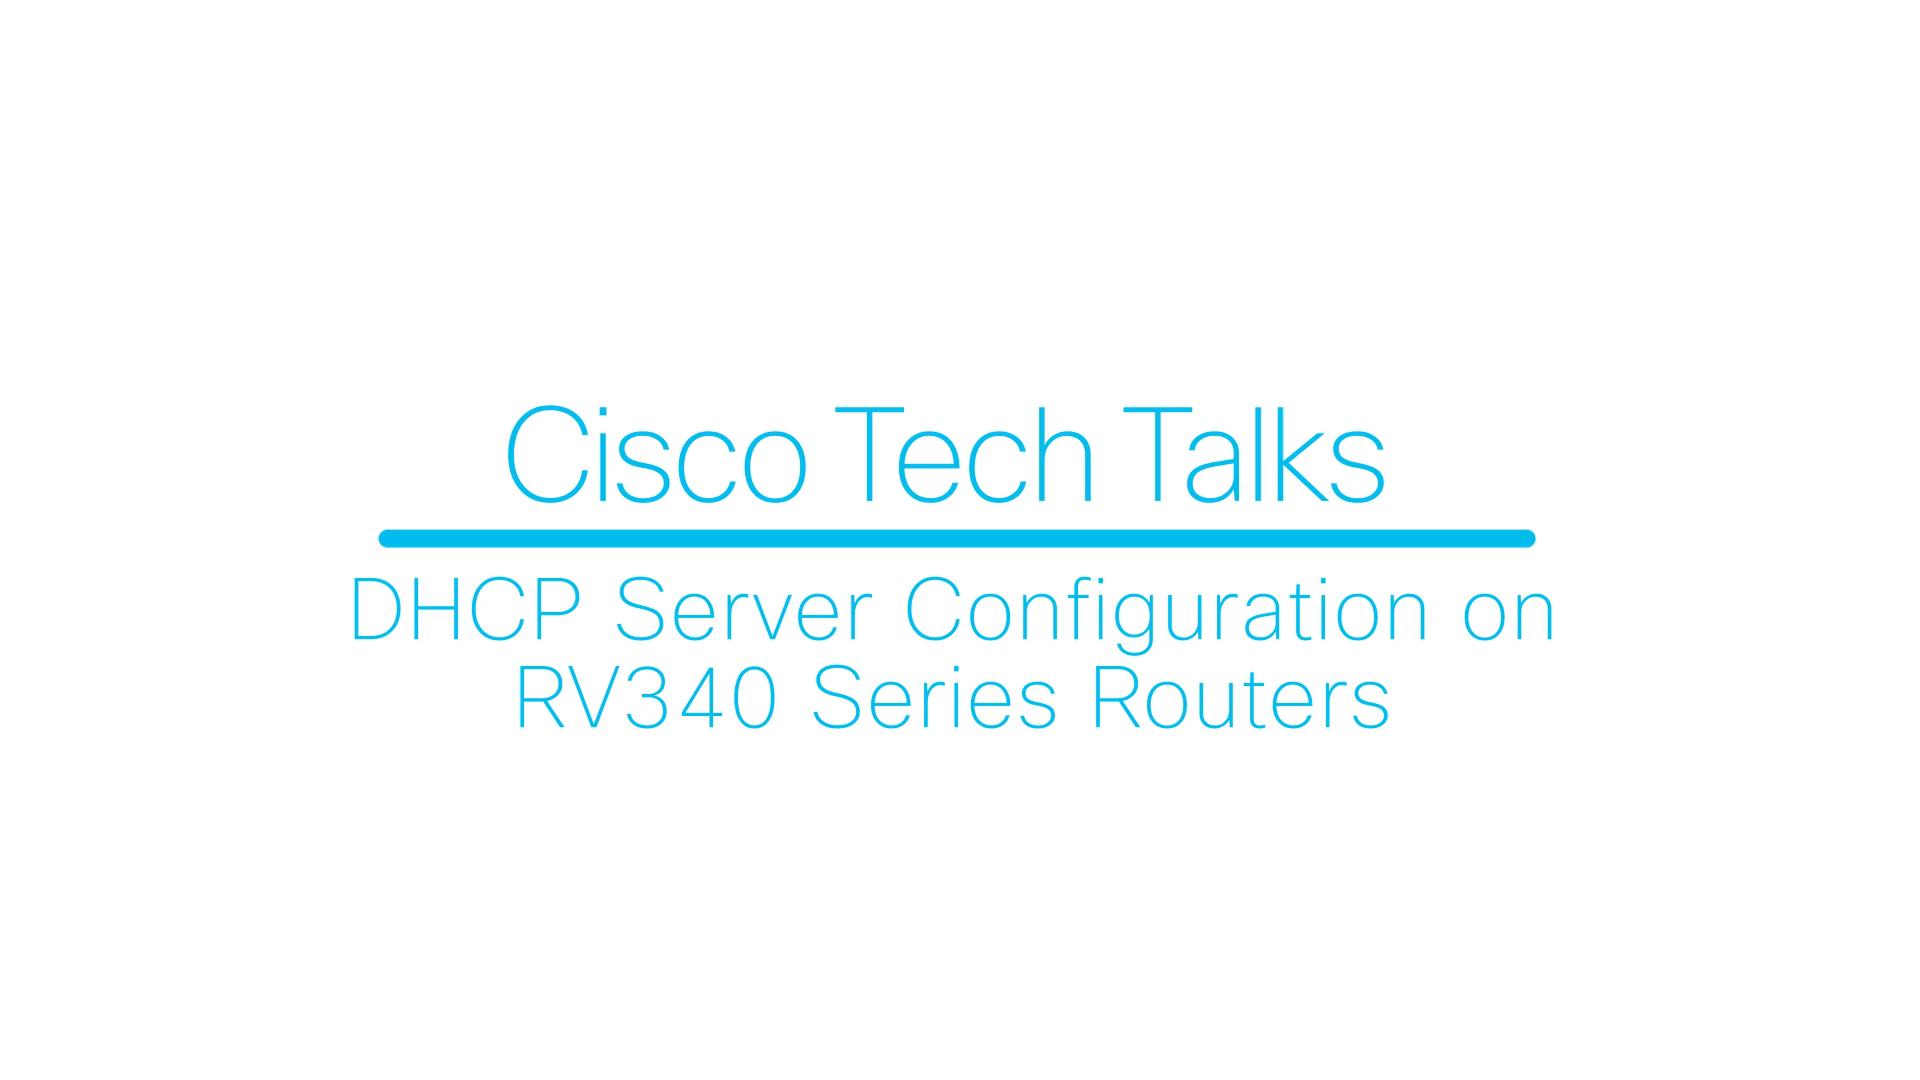 Cisco Tech Talks
DHCP Server Configuration on
RV340 Series Routers